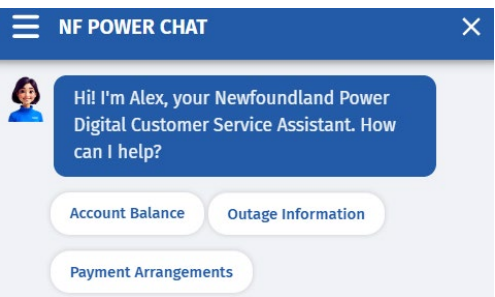 NF POWER CHAT
Hi! I'm Alex, your Newfoundland Power
Digital Customer Service Assistant. How
can I help?
Account Balance
Outage Information
Payment Arrangements